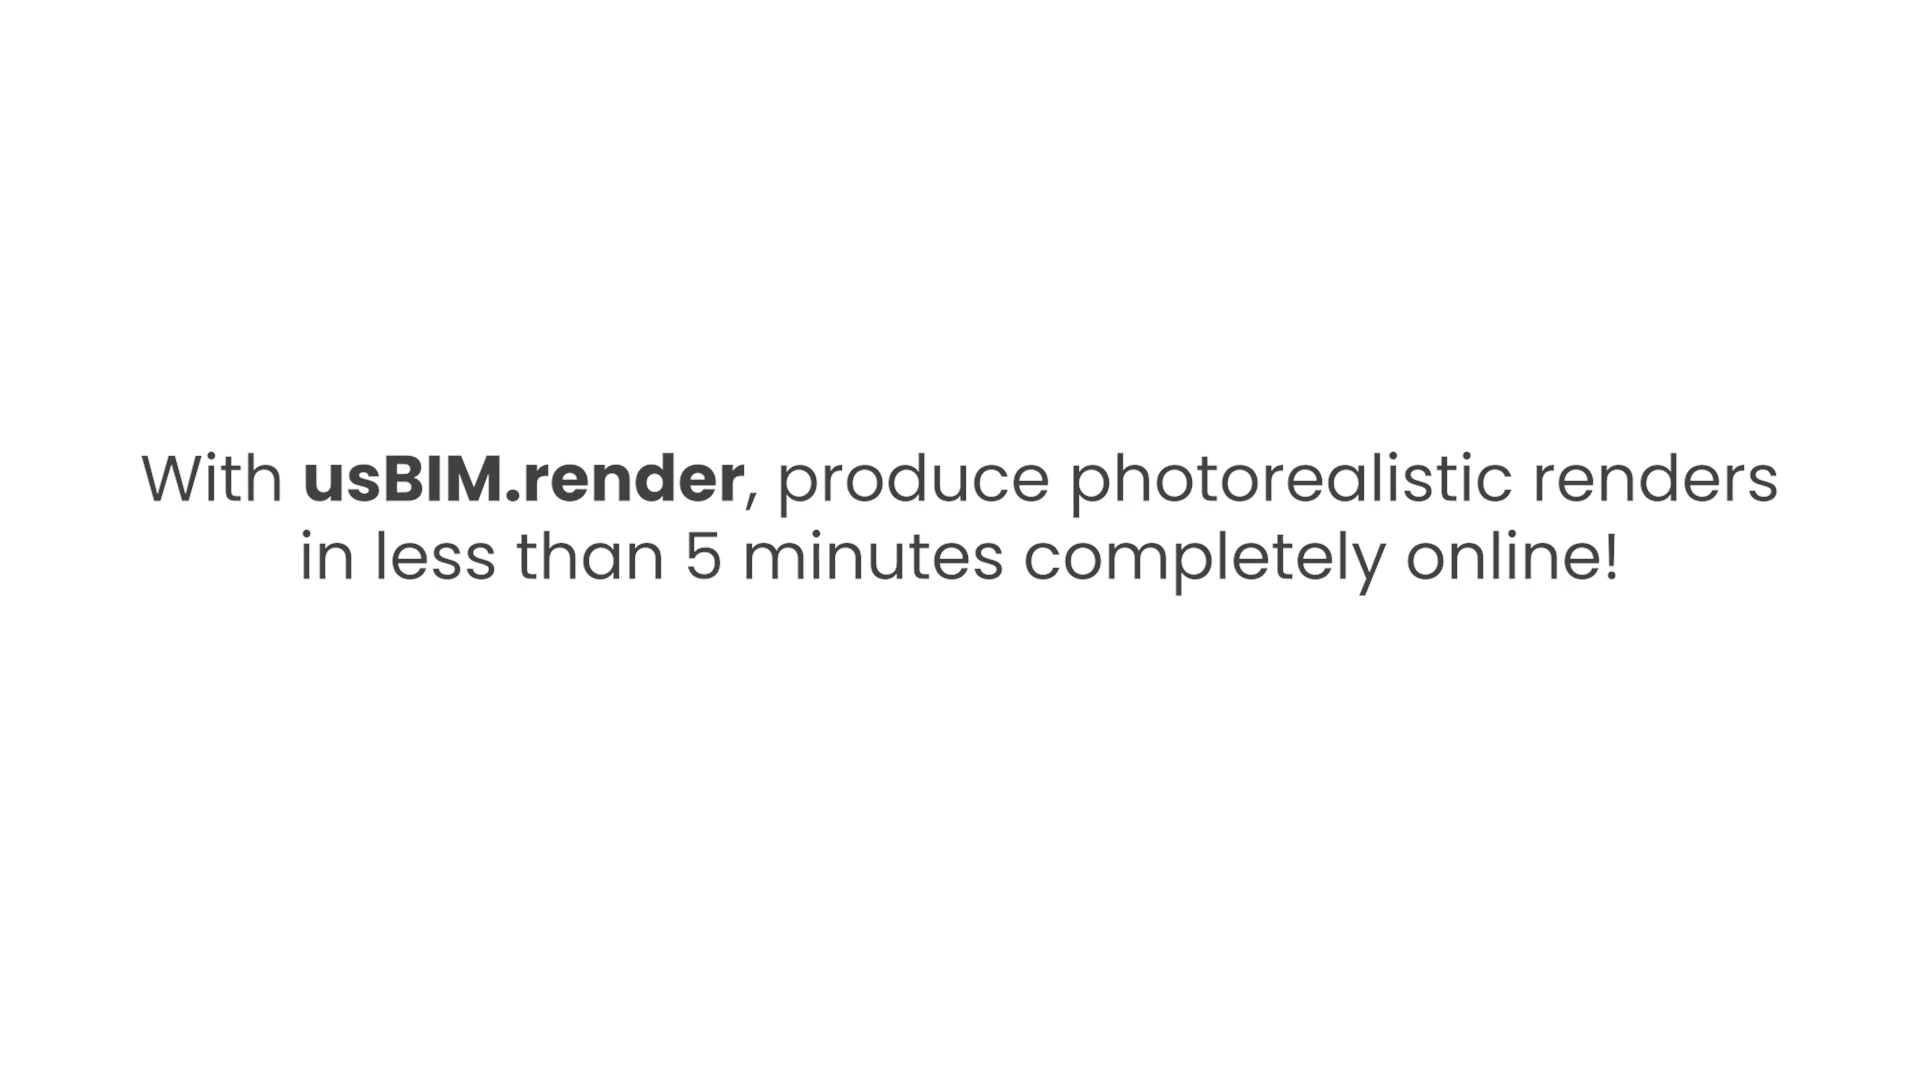 With usBIM.render, produce photorealistic renders
in less than 5 minutes completely online!